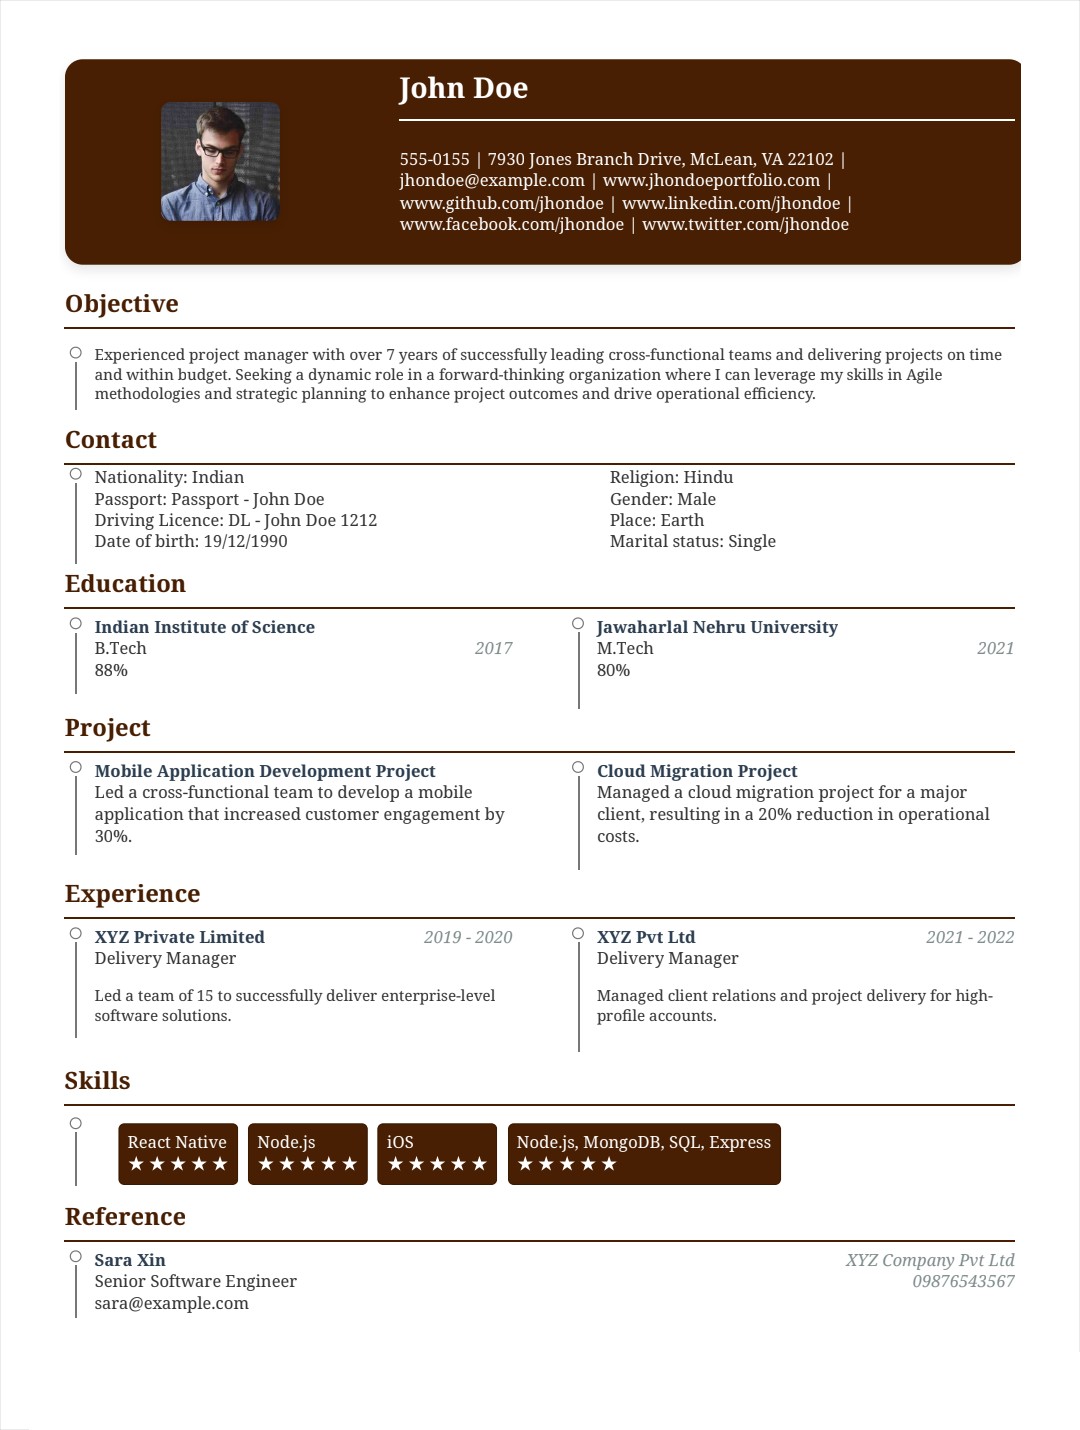 John Doe
555-0155 | 7930 Jones Branch Drive, McLean, VA 22102 |
jhondoe@example.com | www.jhondoeportfolio.com |
www.github.com/jhondoe | www.linkedin.com/jhondoe |
www.facebook.com/jhondoe | www.twitter.com/jhondoe
Objective
Experienced project manager with over 7 years of successfully leading cross-functional teams and delivering projects on time
and within budget. Seeking a dynamic role in a forward-thinking organization where I can leverage my skills in Agile
methodologies and strategic planning to enhance project outcomes and drive operational efficiency.
Contact
Nationality: Indian
Passport: Passport - John Doe
Driving Licence: DL - John Doe 1212
Date of birth: 19/12/1990
Religion: Hindu
Gender: Male
Place: Earth
Marital status: Single
Education
Indian Institute of Science
B.Tech 2017
88%
Jawaharlal Nehru University
M.Tech 2021
80%
Project
Mobile Application Development Project
Led a cross-functional team to develop a mobile
application that increased customer engagement by
30%.
Cloud Migration Project
Managed a cloud migration project for a major
client, resulting in a 20% reduction in operational
costs.
Experience
XYZ Private Limited 2019 - 2020
Delivery Manager
Led a team of 15 to successfully deliver enterprise-level
software solutions.
XYZ Pvt Ltd 2021 - 2022
Delivery Manager
Managed client relations and project delivery for high-
profile accounts.
Skills
React Native
★★★★★
Node.js
★★★★★
iOS
★★★★★
Node.js, MongoDB, SQL, Express
★★★★★
Reference
Sara Xin XYZ Company Pvt Ltd
Senior Software Engineer 09876543567
sara@example.com